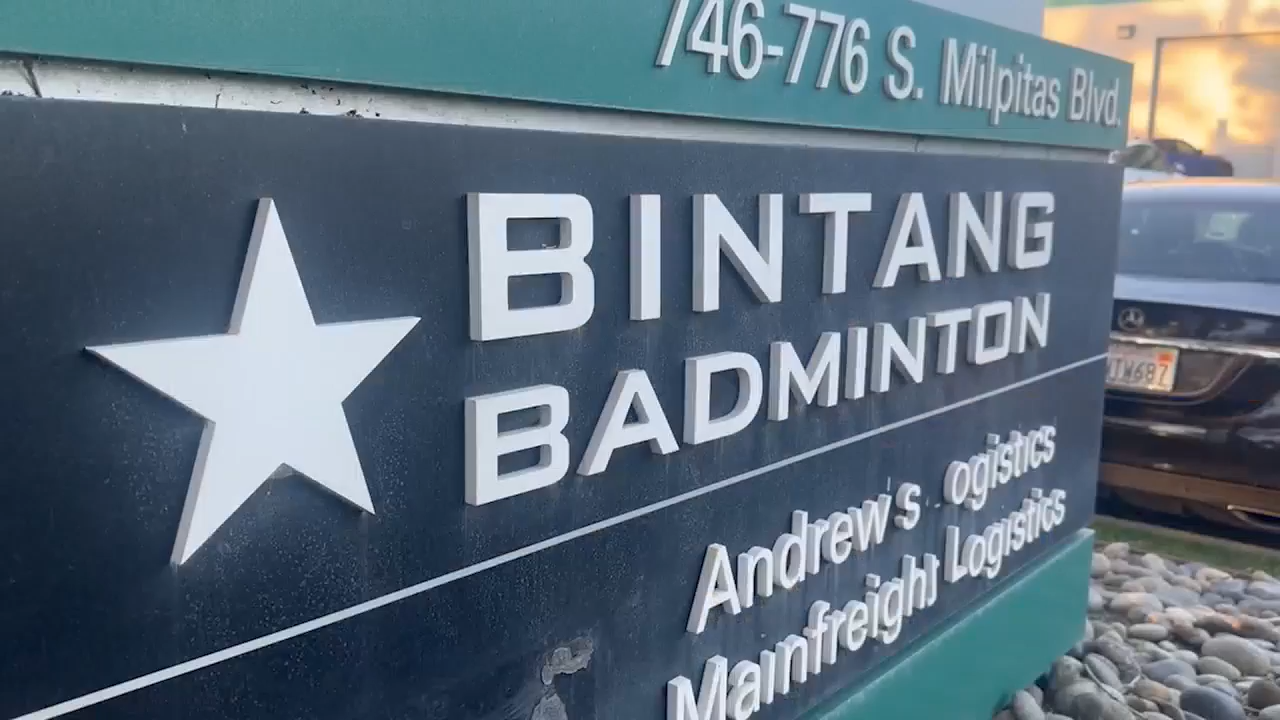 746-776 S. Milpitas Blvd.
BINTANG
BADMINTON
Andrew's ogistics
Mainfreight Logistics